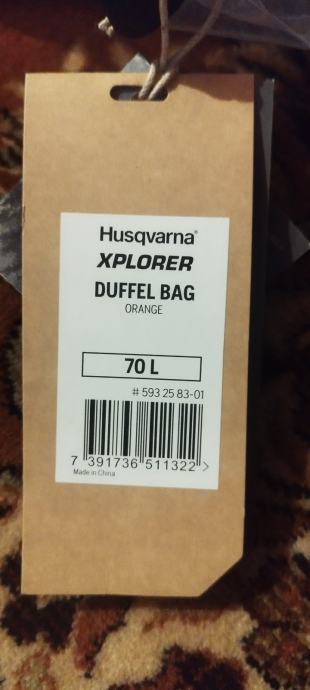 Husqvarna®
XPLORER
DUFFEL BAG
ORANGE
70 L
# 593 25 83-01
7 391736 511322 >
Made in China